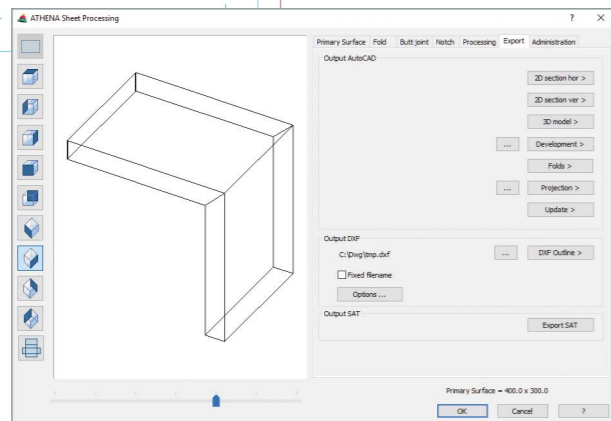 ATHENA Sheet Processing ? ×
Primary Surface Fold Butt joint Notch Processing Export Administration
Output AutoCAD
2D section hor >
2D section ver >
3D model >
... Development >
Folds >
... Projection >
Update >
Output DXF
C:\Dwg\tmp.dxf ... DXF Outline >
Fixed filename
Options ...
Output SAT
Export SAT
Primary Surface = 400.0 x 300.0
OK Cancel ?